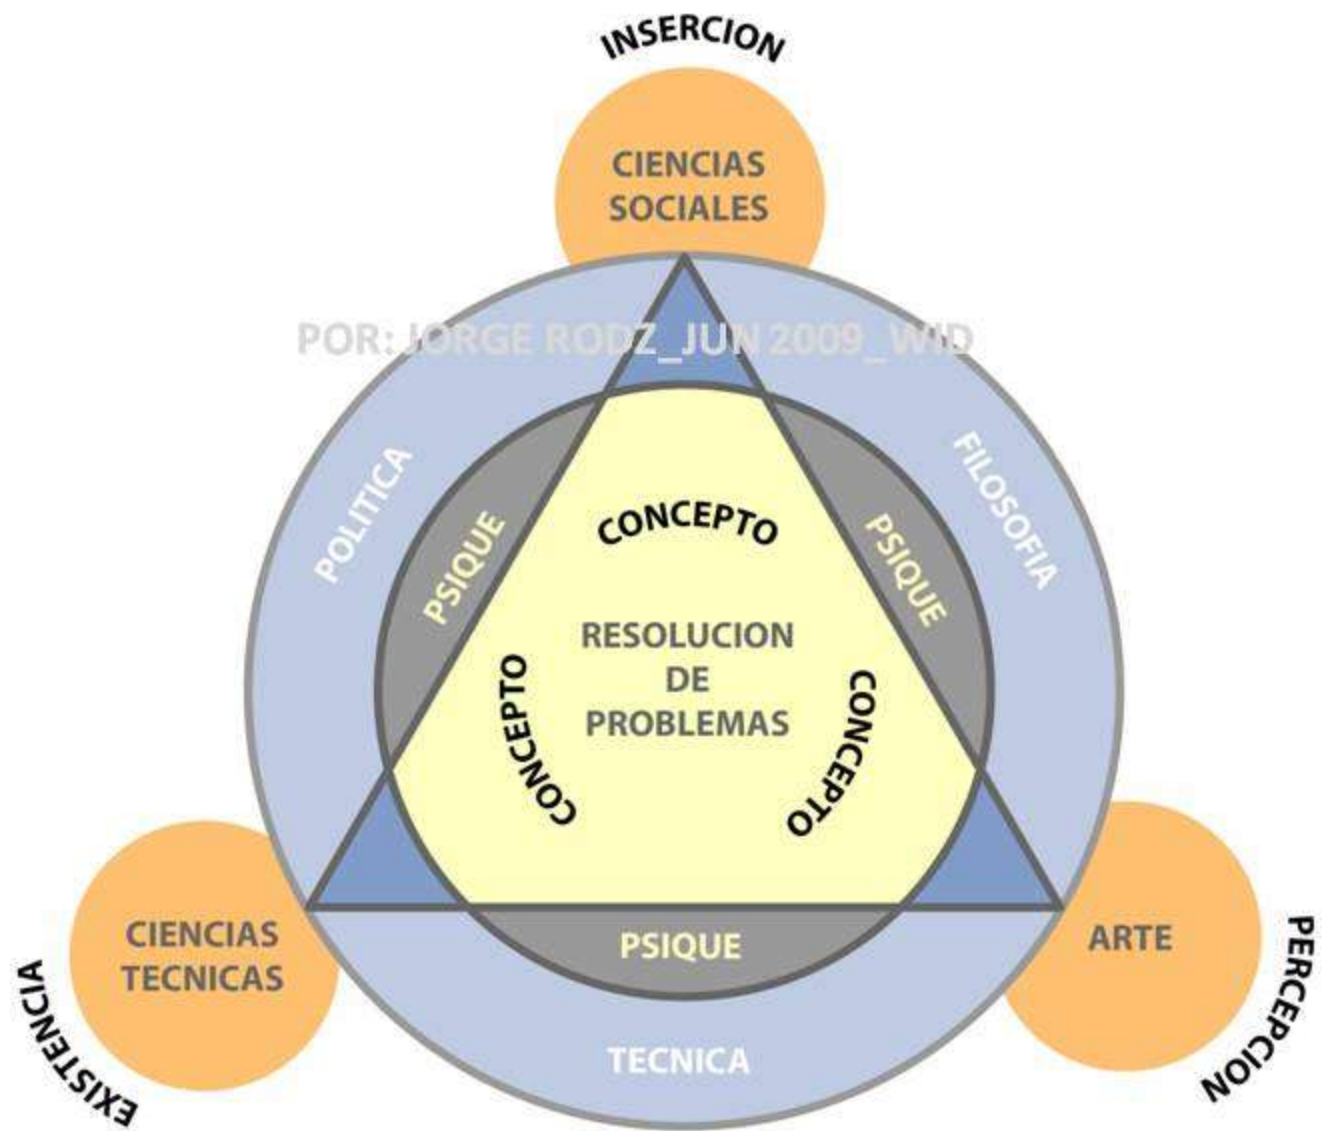 INSERCION
CIENCIAS
SOCIALES
POR: JORGE RODZ_JUN 2009_WID
POLITICA
FILOSOFIA
PSIQUE
PSIQUE
CONCEPTO
RESOLUCION
DE
PROBLEMAS
CONCEPTO
CONCEPTO
CIENCIAS
TECNICAS
PSIQUE
ARTE
EXISTENCIA
PERCEPCION
TECNICA